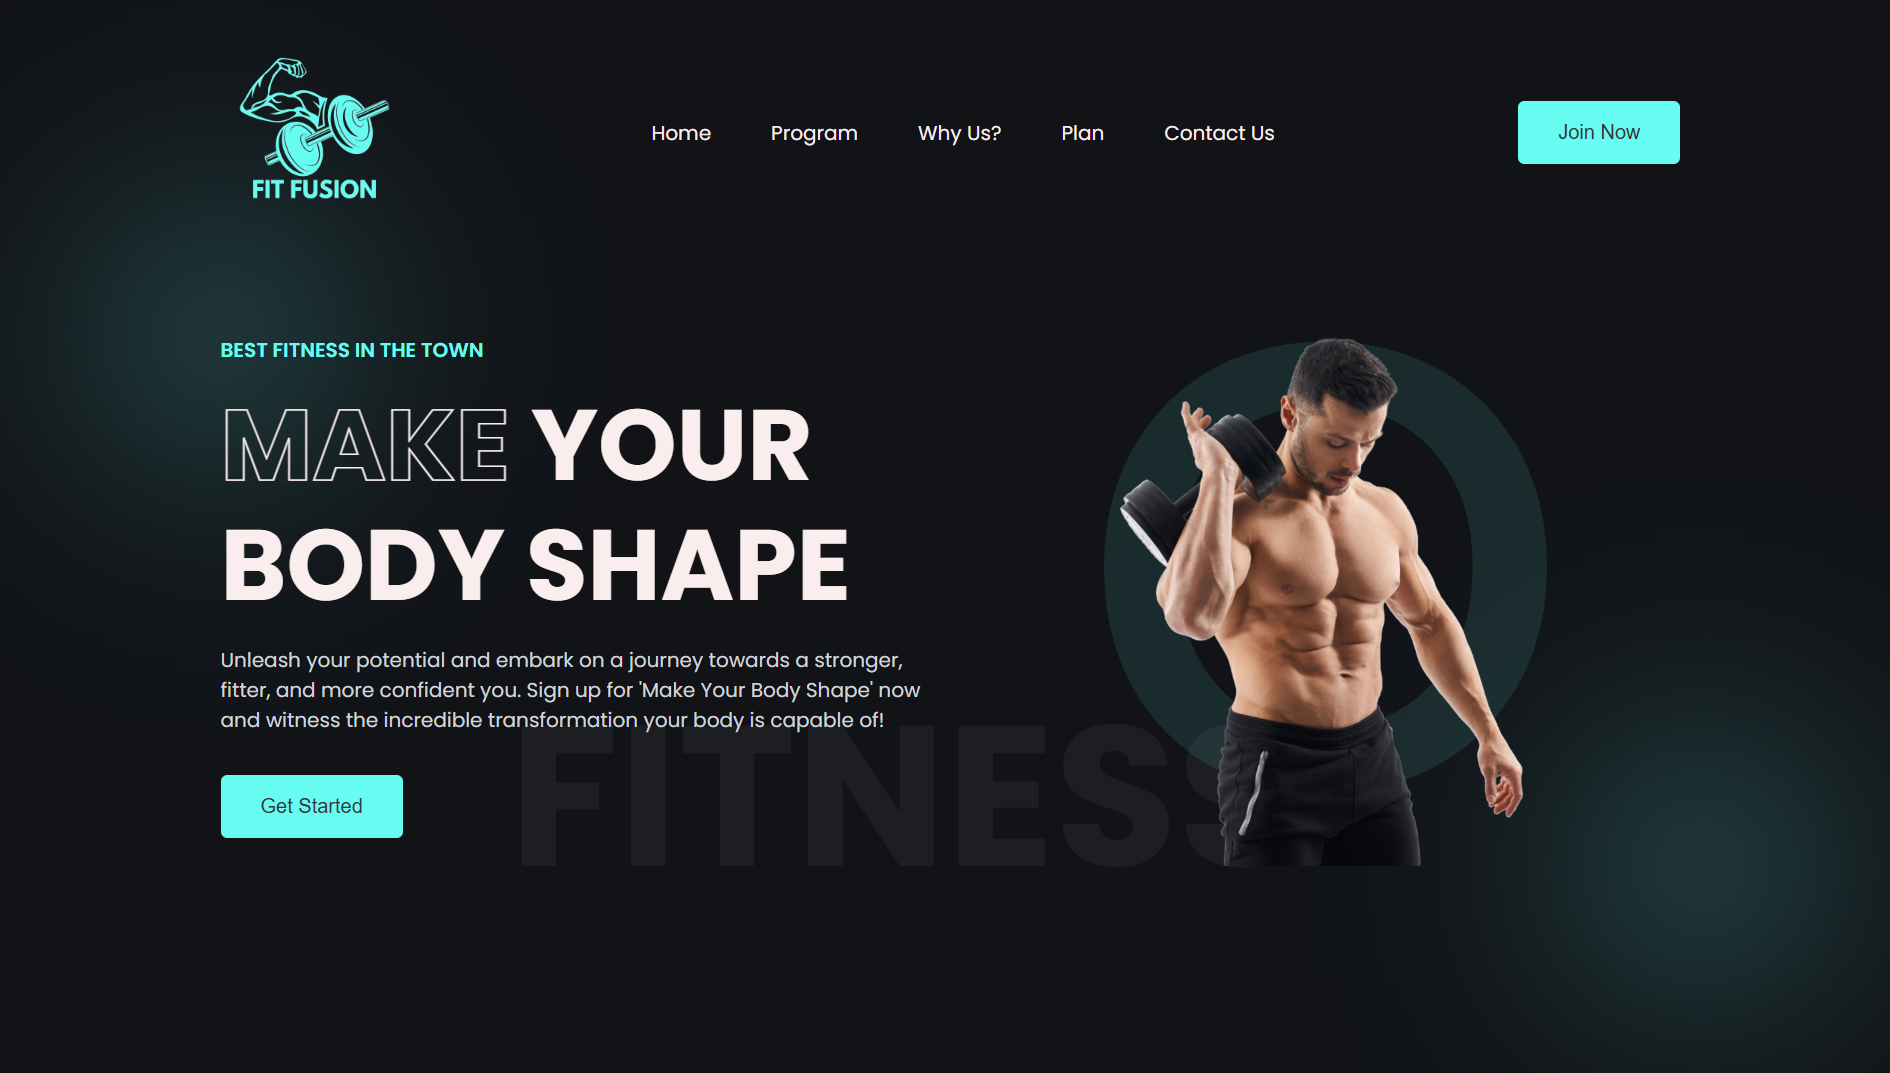 FIT FUSION
Home
Program
Why Us?
Plan
Contact Us
Join Now
BEST FITNESS IN THE TOWN
MAKE YOUR
BODY SHAPE
Unleash your potential and embark on a journey towards a stronger,
fitter, and more confident you. Sign up for 'Make Your Body Shape' now
and witness the incredible transformation your body is capable of!
FITNESS
Get Started
O